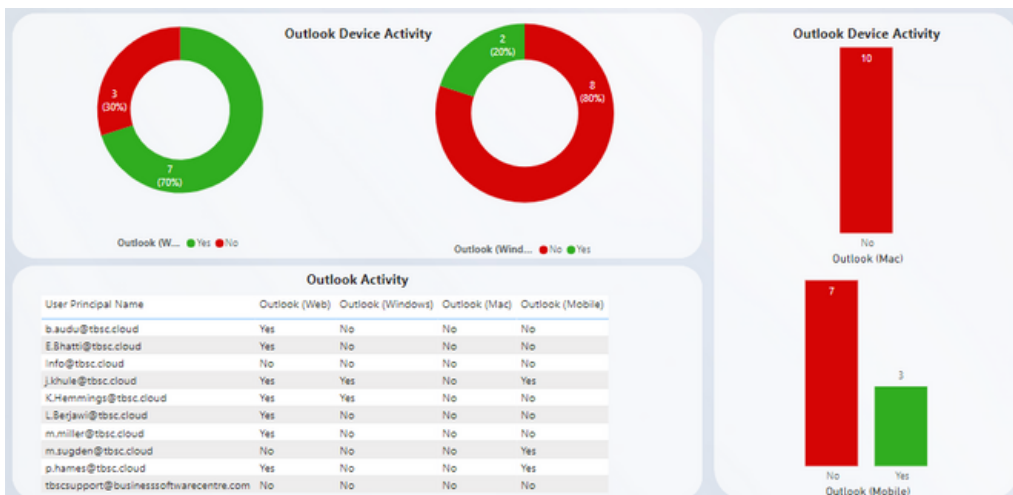 Outlook Device Activity
3
(30%)
7
(70%)
Outlook (W... Yes No
2
(20%)
8
(80%)
Outlook (Wind... No Yes
Outlook Activity
User Principal Name Outlook (Web) Outlook (Windows) Outlook (Mac) Outlook (Mobile)
b.audu@tbsc.cloud Yes No No No
E.Bhatti@tbsc.cloud Yes No No No
info@tbsc.cloud No No No No
j.khule@tbsc.cloud Yes Yes No Yes
K.Hemmings@tbsc.cloud Yes Yes No No
L.Berjawi@tbsc.cloud Yes No No No
m.miller@tbsc.cloud Yes No No No
m.sugden@tbsc.cloud No No No Yes
p.hames@tbsc.cloud Yes No No Yes
tbscsupport@businesssoftwarecentre.com No No No No
Outlook Device Activity
10
No
Outlook (Mac)
7
3
No Yes
Outlook (Mobile)